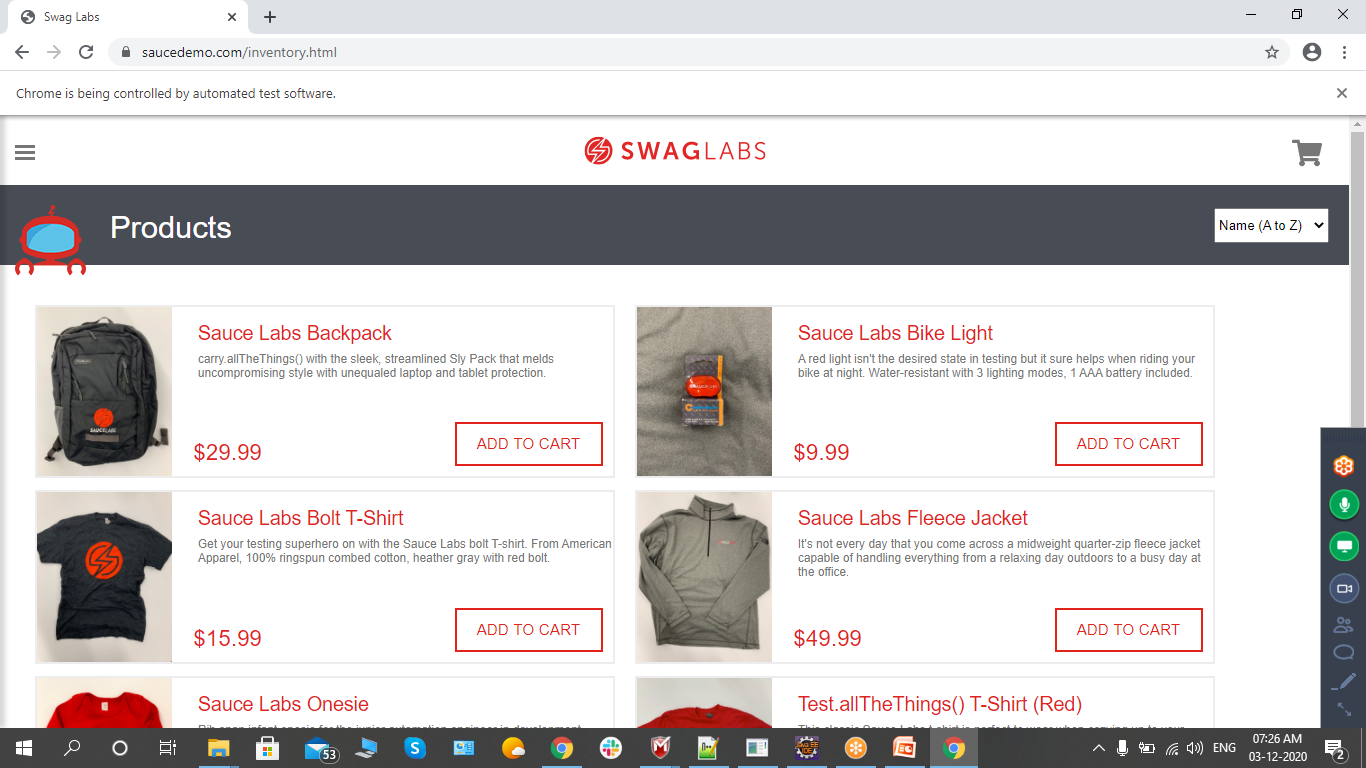 Swag Labs
saucedemo.com/inventory.html
Chrome is being controlled by automated test software.
SWAGLABS
Products
Name (A to Z)
Sauce Labs Backpack
carry.allTheThings() with the sleek, streamlined Sly Pack that melds
uncompromising style with unequaled laptop and tablet protection.
$29.99
ADD TO CART
Sauce Labs Bike Light
A red light isn't the desired state in testing but it sure helps when riding your
bike at night. Water-resistant with 3 lighting modes, 1 AAA battery included.
$9.99
ADD TO CART
Sauce Labs Bolt T-Shirt
Get your testing superhero on with the Sauce Labs bolt T-shirt. From American
Apparel, 100% ringspun combed cotton, heather gray with red bolt.
$15.99
ADD TO CART
Sauce Labs Fleece Jacket
It's not every day that you come across a midweight quarter-zip fleece jacket
capable of handling everything from a relaxing day outdoors to a busy day at
the office.
$49.99
ADD TO CART
Sauce Labs Onesie
Test.allTheThings() T-Shirt (Red)
53
ENG
07:26 AM
03-12-2020
2